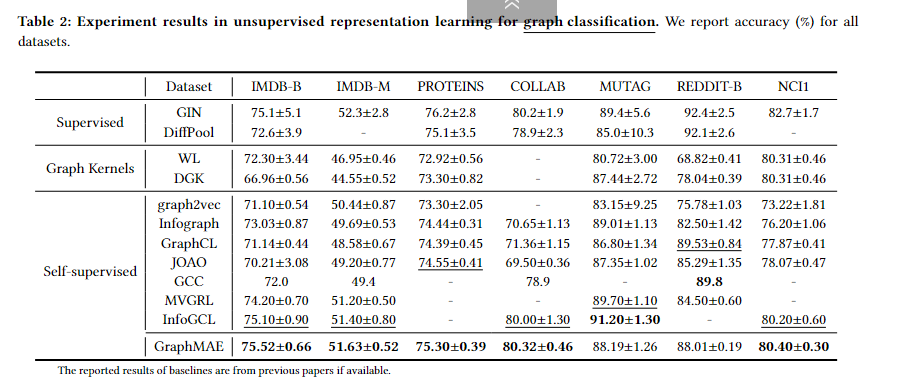 Table 2: Experiment results in unsupervised representation learning for graph classification. We report accuracy (%) for all
datasets.
Dataset IMDB-B IMDB-M PROTEINS COLLAB MUTAG REDDIT-B NCI1
Supervised
GIN 75.1±5.1 52.3±2.8 76.2±2.8 80.2±1.9 89.4±5.6 92.4±2.5 82.7±1.7
DiffPool 72.6±3.9 - 75.1±3.5 78.9±2.3 85.0±10.3 92.1±2.6 -
Graph Kernels
WL 72.30±3.44 46.95±0.46 72.92±0.56 - 80.72±3.00 68.82±0.41 80.31±0.46
DGK 66.96±0.56 44.55±0.52 73.30±0.82 - 87.44±2.72 78.04±0.39 80.31±0.46
Self-supervised
graph2vec 71.10±0.54 50.44±0.87 73.30±2.05 - 83.15±9.25 75.78±1.03 73.22±1.81
Infograph 73.03±0.87 49.69±0.53 74.44±0.31 70.65±1.13 89.01±1.13 82.50±1.42 76.20±1.06
GraphCL 71.14±0.44 48.58±0.67 74.39±0.45 71.36±1.15 86.80±1.34 89.53±0.84 77.87±0.41
JOAO 70.21±3.08 49.20±0.77 74.55±0.41 69.50±0.36 87.35±1.02 85.29±1.35 78.07±0.47
GCC 72.0 49.4 - 78.9 - 89.8 -
MVGRL 74.20±0.70 51.20±0.50 - - 89.70±1.10 84.50±0.60 -
InfoGCL 75.10±0.90 51.40±0.80 - 80.00±1.30 91.20±1.30 - 80.20±0.60
GraphMAE 75.52±0.66 51.63±0.52 75.30±0.39 80.32±0.46 88.19±1.26 88.01±0.19 80.40±0.30
The reported results of baselines are from previous papers if available.